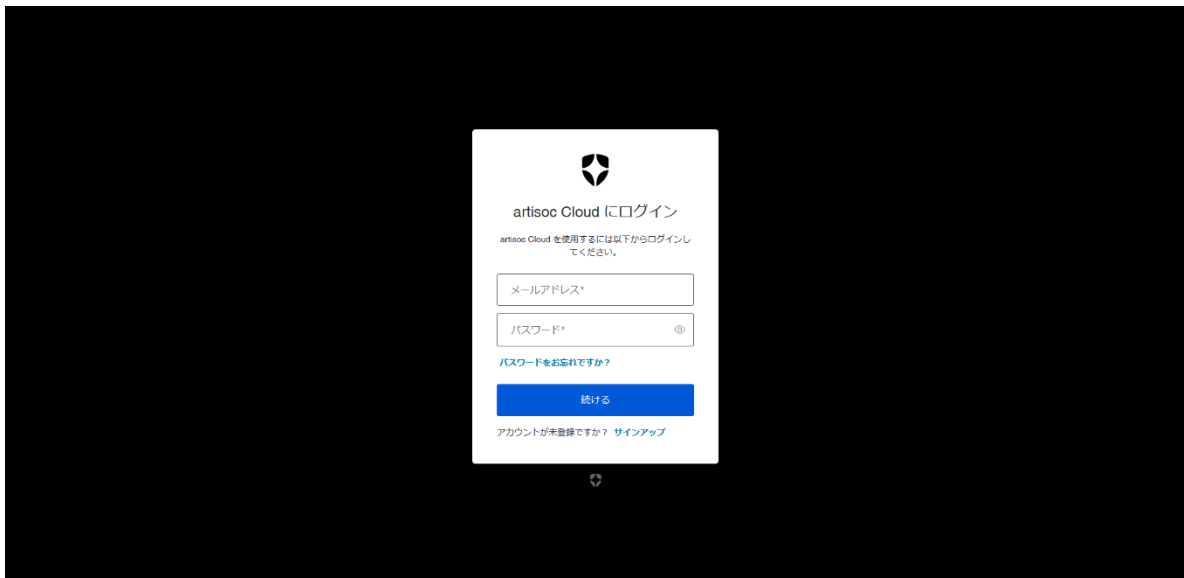 artisoc Cloud にログイン
artisoc Cloud を使用するには以下からログインし
てください。
メールアドレス*
パスワード*
パスワードをお忘れですか？
続ける
アカウントが未登録ですか？ サインアップ